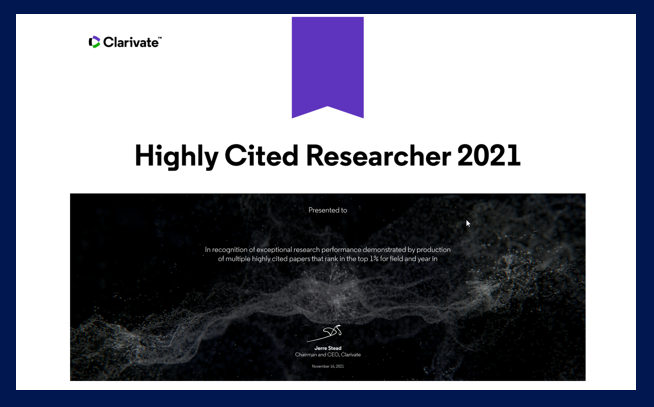 Clarivate™
Highly Cited Researcher 2021
Presented to
In recognition of exceptional research performance demonstrated by production
of multiple highly cited papers that rank in the top 1% for field and year in
Jerre Stead
Chairman and CEO, Clarivate
November 16, 2021